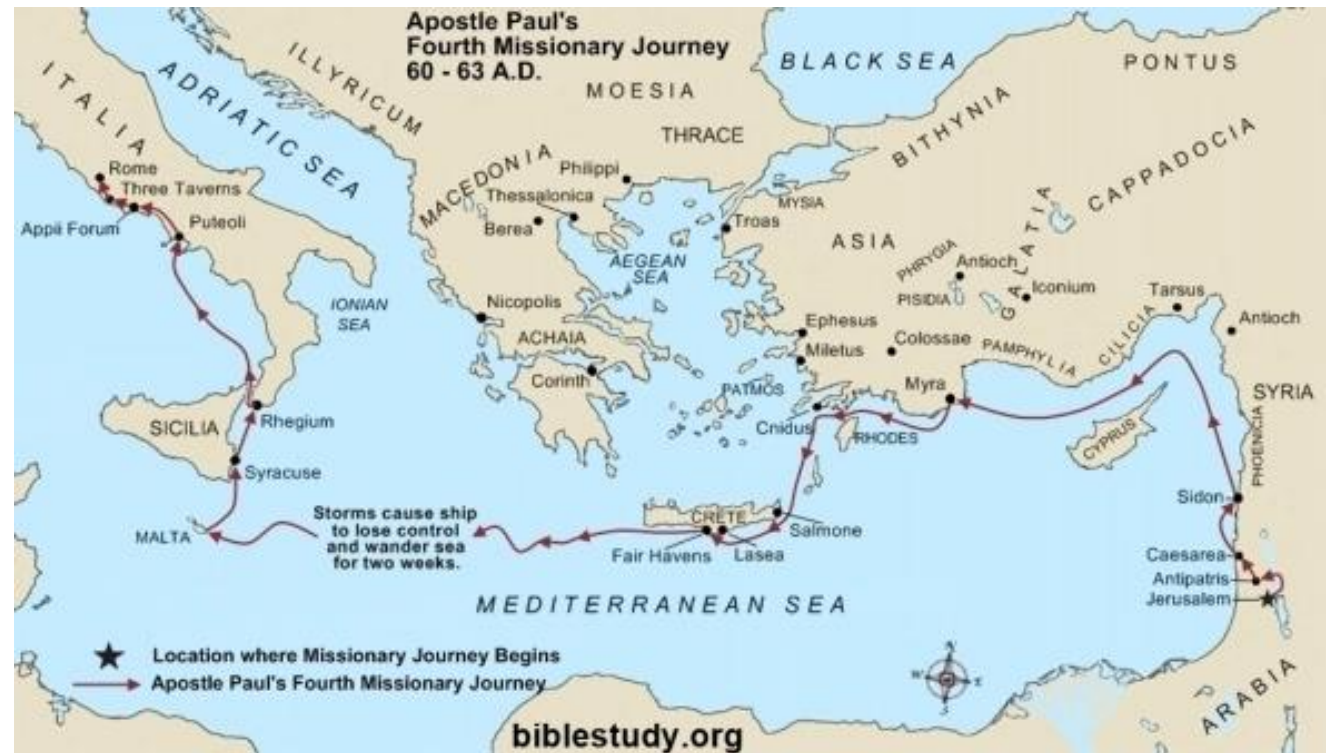 Apostle Paul's
Fourth Missionary Journey
60 - 63 A.D.
ITALIA
ADRIATIC SEA
ILLYRICUM
MOESIA
THRACE
BLACK SEA
PONTUS
BITHYNIA
CAPPADOCIA
MACEDONIA
Philippi
Thessalonica
Berea
Rome
Three Taverns
Appii Forum
Puteoli
IONIAN
SEA
Nicopolis
ACHAIA
Corinth
AEGEAN
SEA
MYSIA
Troas
ASIA
PHRYGIA
Antioch
PISIDIA
GALATIA
Iconium
Tarsus
CILICIA
Antioch
Ephesus
Miletus
Colossae
PAMPHYLIA
PATMOS
Myra
Cnidus
RHODES
CYPRUS
SYRIA
PHOENICIA
SICILIA
Rhegium
Syracuse
MALTA
Storms cause ship
to lose control
and wander sea
for two weeks.
CRETE
Salmone
Fair Havens
Lasea
Sidon
Caesarea
Antipatris
Jerusalem
MEDITERRANEAN SEA
ARABIA
P
N
W
E
S
Location where Missionary Journey Begins
Apostle Paul's Fourth Missionary Journey
biblestudy.org